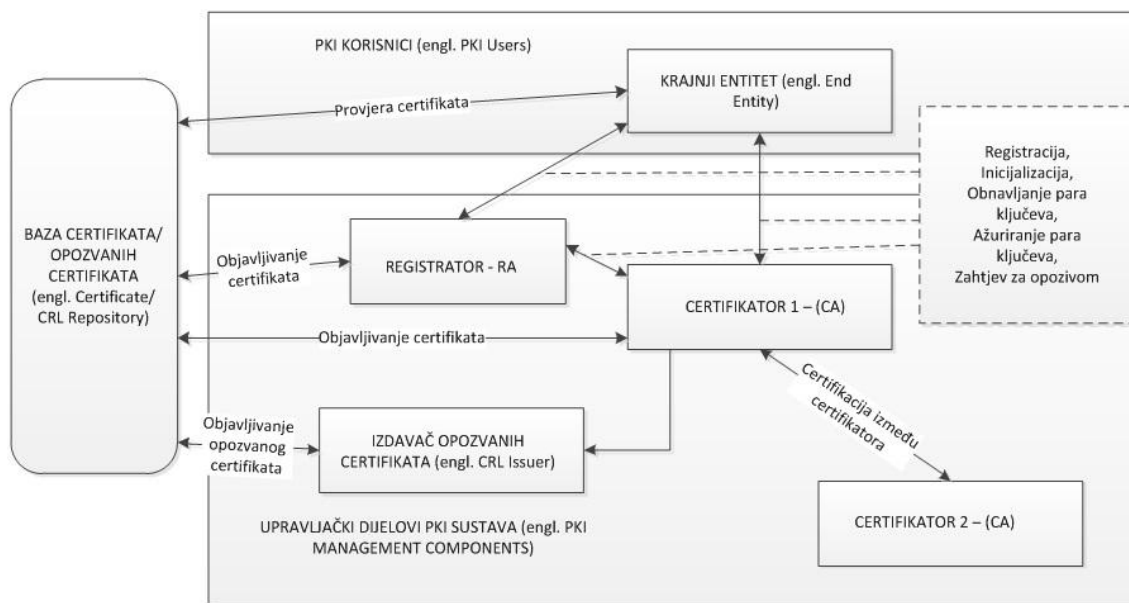 PKI KORISNICI (engl. PKI Users)
KRAJNJI ENTITET (engl. End
Entity)
Provjera certifikata
Registracija,
Inicijalizacija,
Obnavljanje para
ključeva,
Ažuriranje para
ključeva,
Zahtjev za opozivom
BAZA CERTIFIKATA/
OPOZVANIH
CERTIFIKATA
(engl. Certificate/
CRL Repository)
Objavljivanje
certifikata
REGISTRATOR - RA
CERTIFIKATOR 1 – (CA)
Objavljivanje certifikata
Certifikacija između
certifikatora
Objavljivanje
opozvanog
certifikata
IZDAVAČ OPOZVANIH
CERTIFIKATA (engl. CRL Issuer)
CERTIFIKATOR 2 – (CA)
UPRAVLJAČKI DIJELOVI PKI SUSTAVA (engl. PKI
MANAGEMENT COMPONENTS)